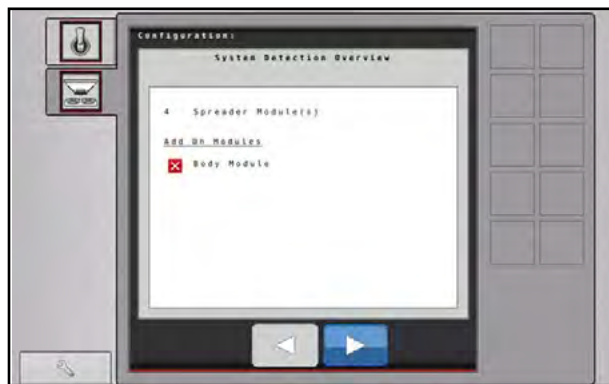 Configuration:
System Detection Overview
4 Spreader Module(s)
Add On Modules
Body Module